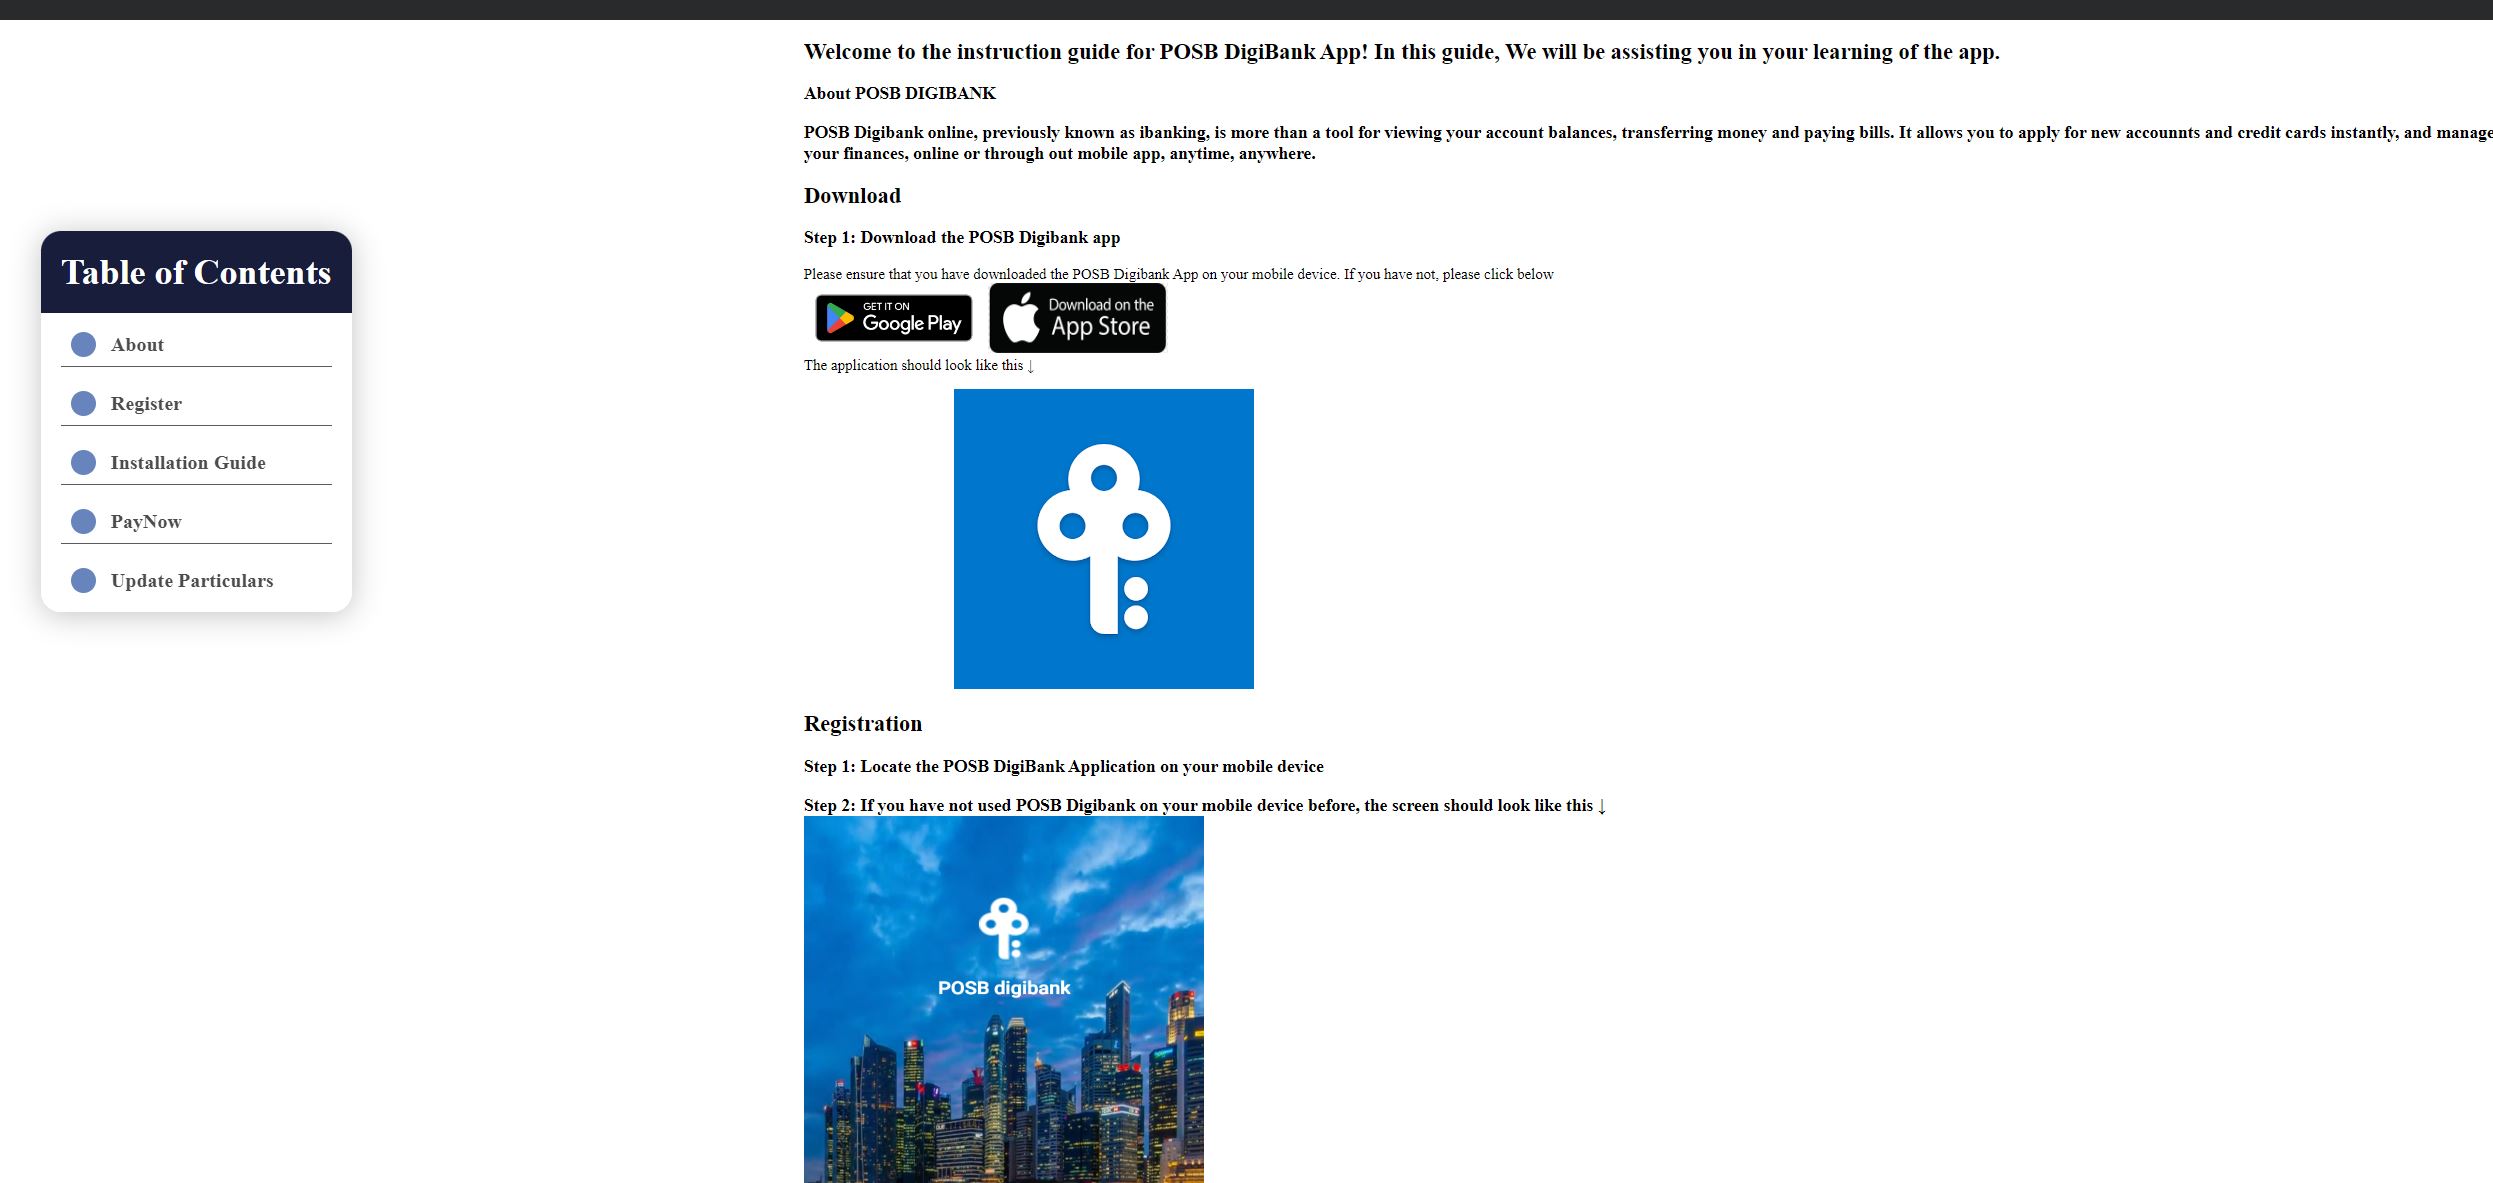 Welcome to the instruction guide for POSB DigiBank App! In this guide, We will be assisting you in your learning of the app.
About POSB DIGIBANK
POSB Digibank online, previously known as ibanking, is more than a tool for viewing your account balances, transferring money and paying bills. It allows you to apply for new accounnts and credit cards instantly, and manage
your finances, online or through out mobile app, anytime, anywhere.
Download
Step 1: Download the POSB Digibank app
Please ensure that you have downloaded the POSB Digibank App on your mobile device. If you have not, please click below
GET IT ON
Google Play
Download on the
App Store
The application should look like this ↓
Table of Contents
About
Register
Installation Guide
PayNow
Update Particulars
Registration
Step 1: Locate the POSB DigiBank Application on your mobile device
Step 2: If you have not used POSB Digibank on your mobile device before, the screen should look like this ↓
POSB digibank